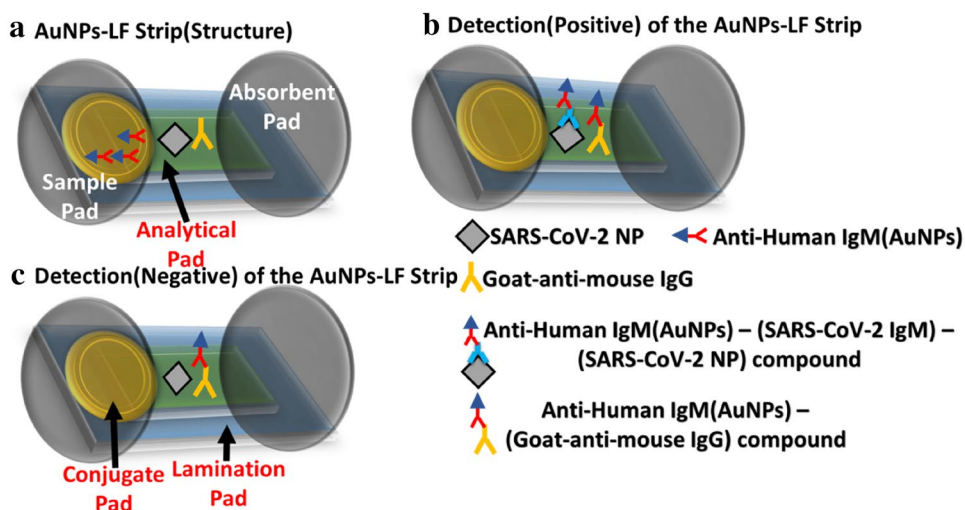 a AuNPs-LF Strip(Structure)
Absorbent
Pad
Sample
Pad
Analytical
Pad
b Detection(Positive) of the AuNPs-LF Strip
SARS-CoV-2 NP
Anti-Human IgM(AuNPs)
Goat-anti-mouse IgG
Anti-Human IgM(AuNPs) – (SARS-CoV-2 IgM) –
(SARS-CoV-2 NP) compound
Anti-Human IgM(AuNPs) –
(Goat-anti-mouse IgG) compound
c Detection(Negative) of the AuNPs-LF Strip
Conjugate
Pad
Lamination
Pad